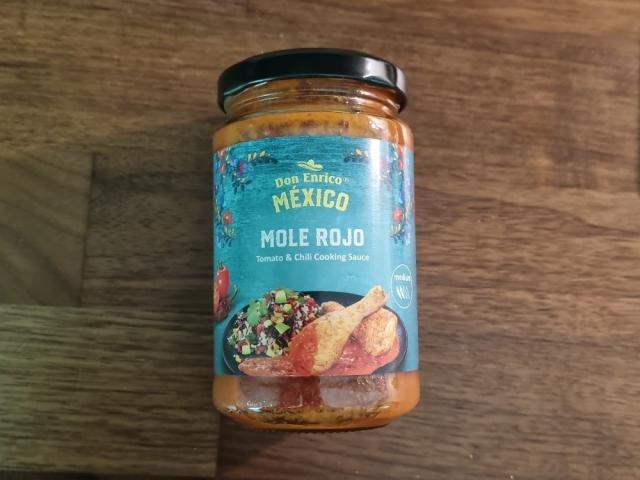 Don Enrico®
MÉXICO
MOLE ROJO
Tomato & Chili Cooking Sauce
medium